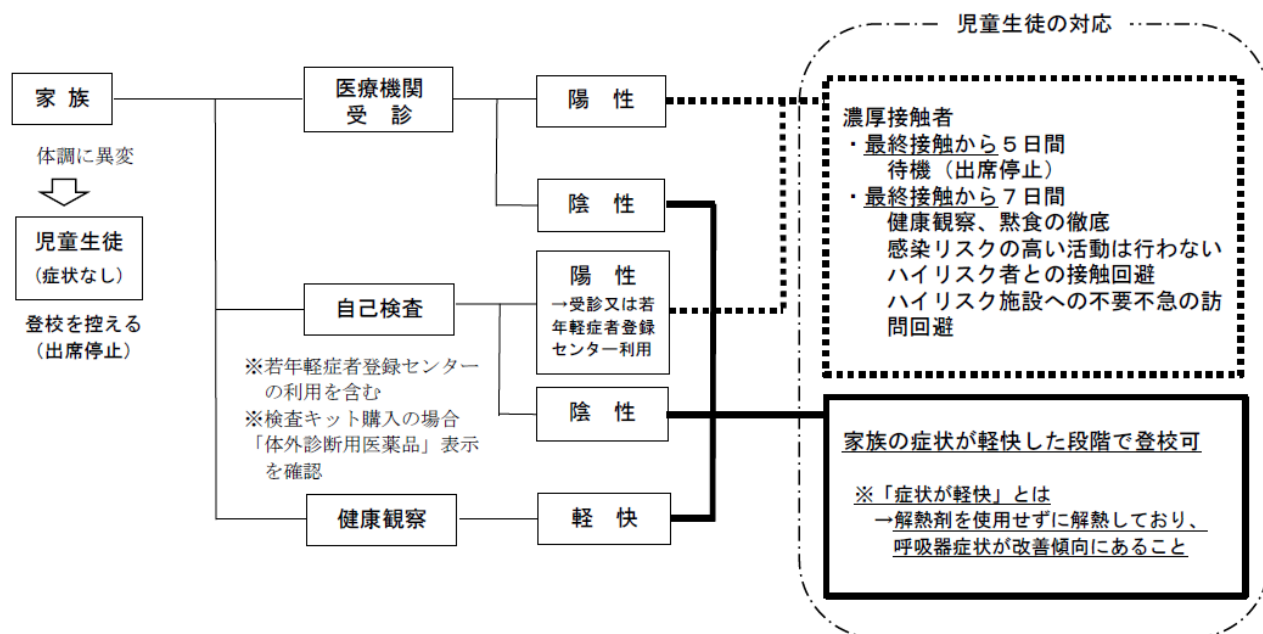 児童生徒の対応
家 族
体調に異変
児童生徒
(症状なし)
登校を控える
(出席停止)
医療機関
受 診
陽 性
陰 性
自己検査
※若年軽症者登録センター
の利用を含む
※検査キット購入の場合
「体外診断用医薬品」表示
を確認
陽 性
→受診又は若
年軽症者登録
センター利用
陰 性
健康観察
軽 快
濃厚接触者
・最終接触から5日間
待機(出席停止)
・最終接触から7日間
健康観察、黙食の徹底
感染リスクの高い活動は行わない
ハイリスク者との接触回避
ハイリスク施設への不要不急の訪
問回避
家族の症状が軽快した段階で登校可
※「症状が軽快」とは
→解熱剤を使用せずに解熱しており、
呼吸器症状が改善傾向にあること